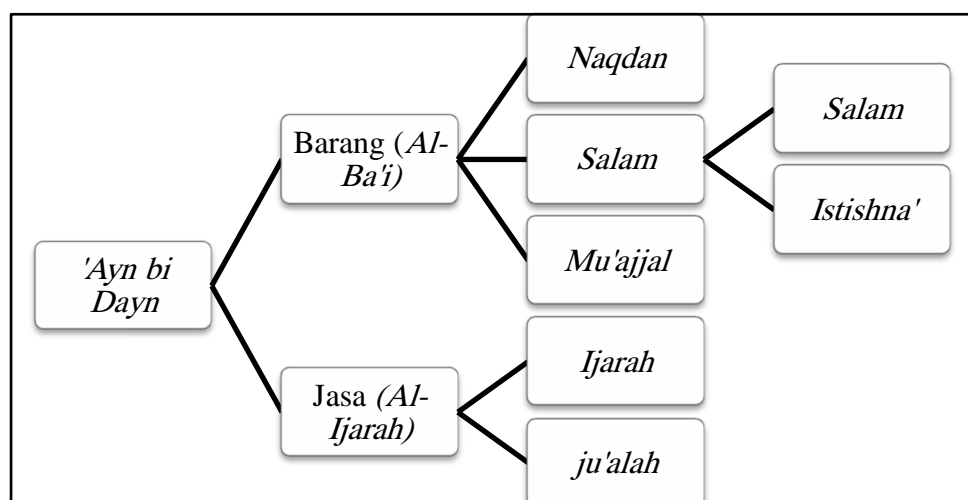 'Ayn bi
Dayn
Barang (Al-
Ba'i)
Naqdan
Salam
Salam
Istishna'
Mu'ajjal
Jasa (Al-
Ijarah)
Ijarah
ju'alah